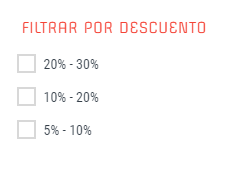 FILTRAR POR DESCUENTO
20% - 30%
10% - 20%
5% - 10%